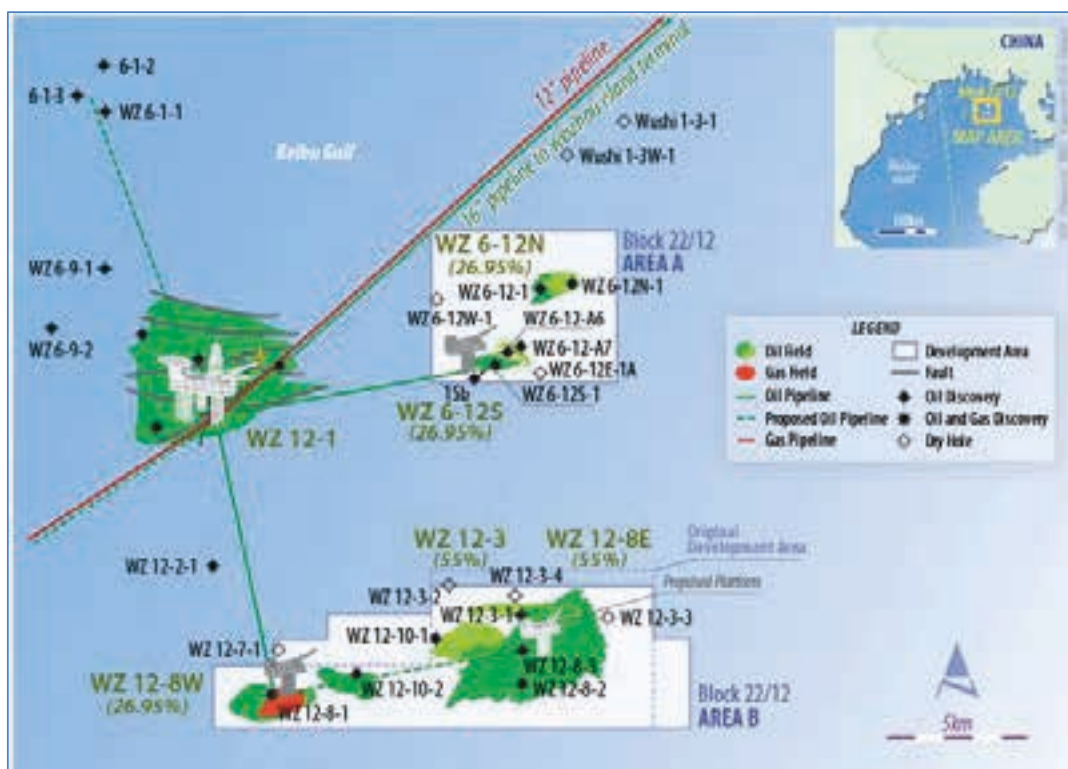 6-1-2
6-1-3
WZ 6-1-1
Beibu Gulf
12" pipeline
16" pipeline to Weizhou island terminal
Wushi 1-3-1
Wushi 1-3W-1
CHINA
MAP AREA
WZ 6-9-1
WZ 6-9-2
WZ 6-12N
(26.95%)
Block 22/12
AREA A
WZ 6-12-1
WZ 6-12N-1
WZ 6-12W-1
WZ 6-12-A6
WZ 6-12-A7
WZ 6-12E-1A
15b
WZ 6-12S-1
WZ 6-12S
(26.95%)
WZ 12-1
LEGEND
Oil Field
Gas Field
Oil Pipeline
Proposed Oil Pipeline
Gas Pipeline
Development Area
Fault
Oil Discovery
Oil and Gas Discovery
Dry Hole
WZ 12-2-1
WZ 12-3
(55%)
WZ 12-8E
(55%)
Original
Development Area
Proposed Platforms
WZ 12-3-4
WZ 12-3-2
WZ 12-3-1
WZ 12-3-3
WZ 12-10-1
WZ 12-7-1
WZ 12-8-3
WZ 12-8-2
WZ 12-10-2
WZ 12-8W
(26.95%)
WZ 12-8-1
Block 22/12
AREA B
5km